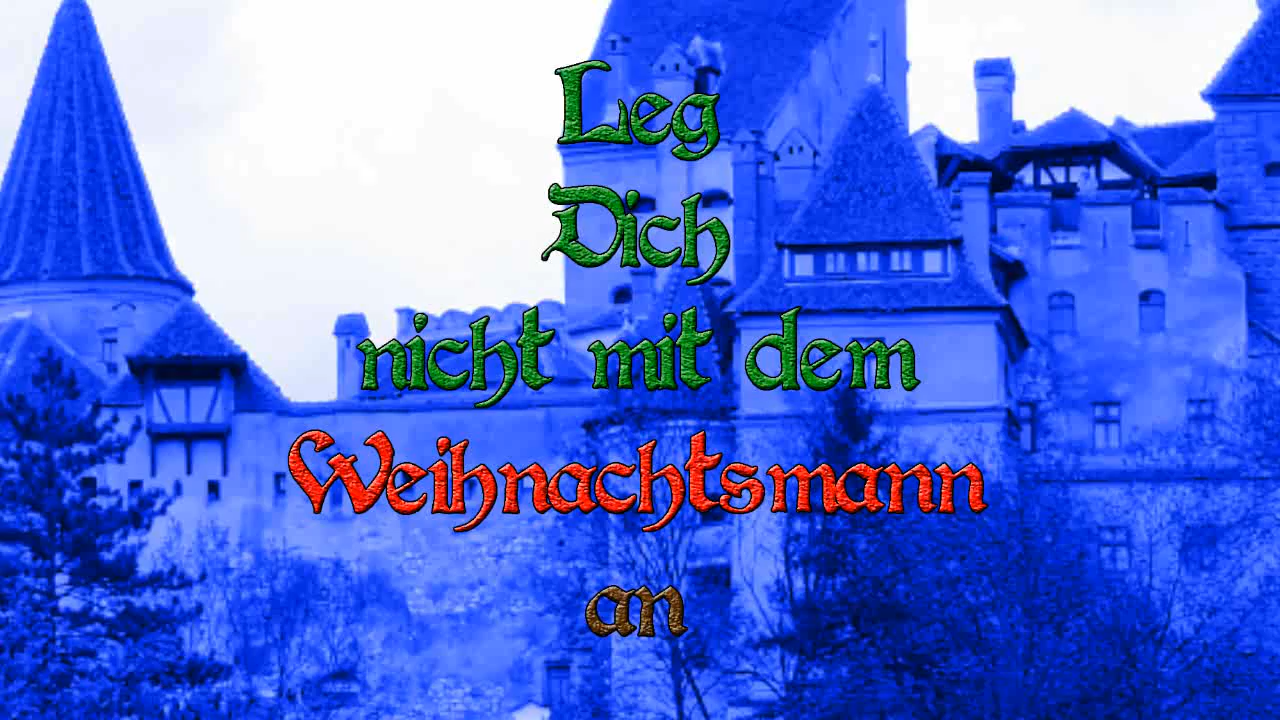 Leg
Dich
nicht mit dem
Weihnachtsmann
an